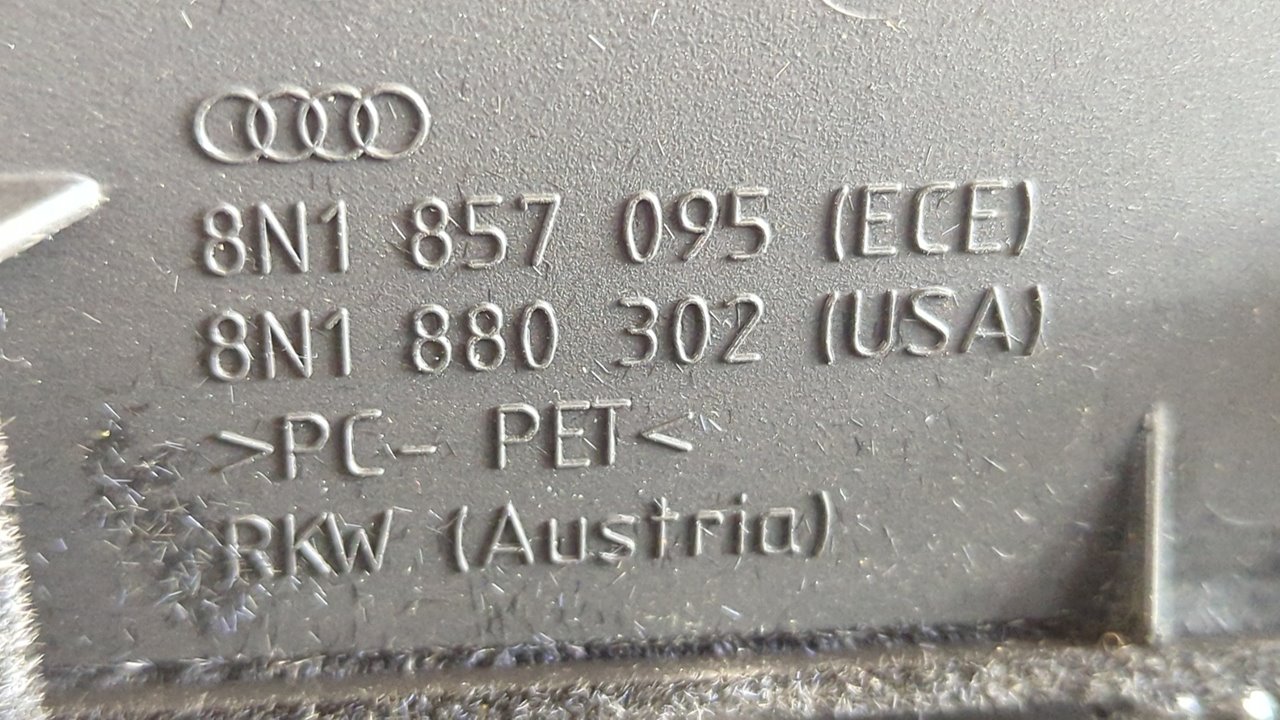 8N1 857 095 (ECE)
8N1 880 302 (USA)
>PC- PET<
RKW (Austria)